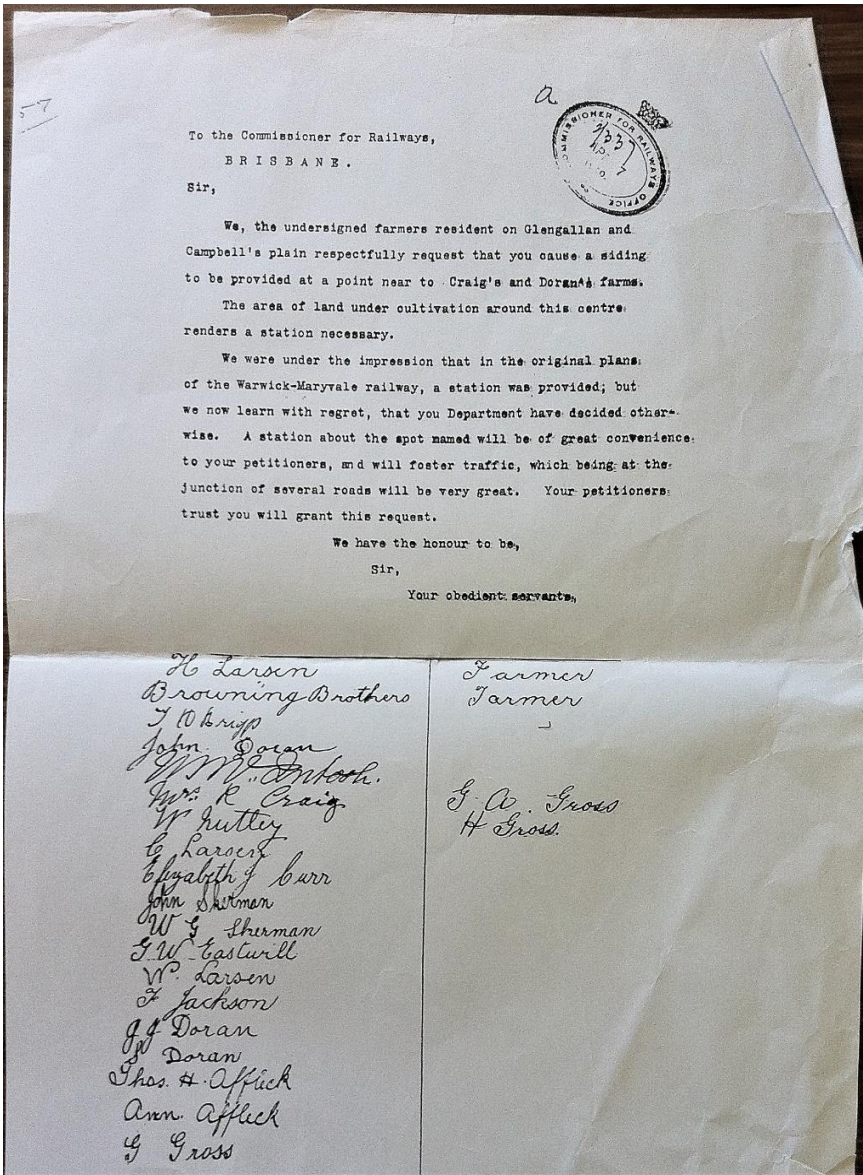 57
a
COMMISSIONER FOR RAILWAYS OFFICE
To the Commissioner for Railways,
BRISBANE.
Sir,
We, the undersigned farmers resident on Glengallan and
Campbell's plain respectfully request that you cause a siding
to be provided at a point near to Craig's and Doran's farms.
The area of land under cultivation around this centre
renders a station necessary.
We were under the impression that in the original plans
of the Warwick-Maryvale railway, a station was provided; but
we now learn with regret, that you Department have decided other-
wise. A station about the spot named will be of great convenience
to your petitioners, and will foster traffic, which being at the
junction of several roads will be very great. Your petitioners
trust you will grant this request.
We have the honour to be,
Sir,
Your obedient servants,
H Larsen
Browning Brothers
John Doran
Mrs. R Craig
W Nutley
C Larsen
Elizabeth J Curr
John Sherman
W G Sherman
G W Eastwill
W. Larsen
F Jackson
J J Doran
S Doran
Thos. H. Affleck
Ann. Affleck
G Gross
Farmer
Farmer
G A. Gross
H Gross.